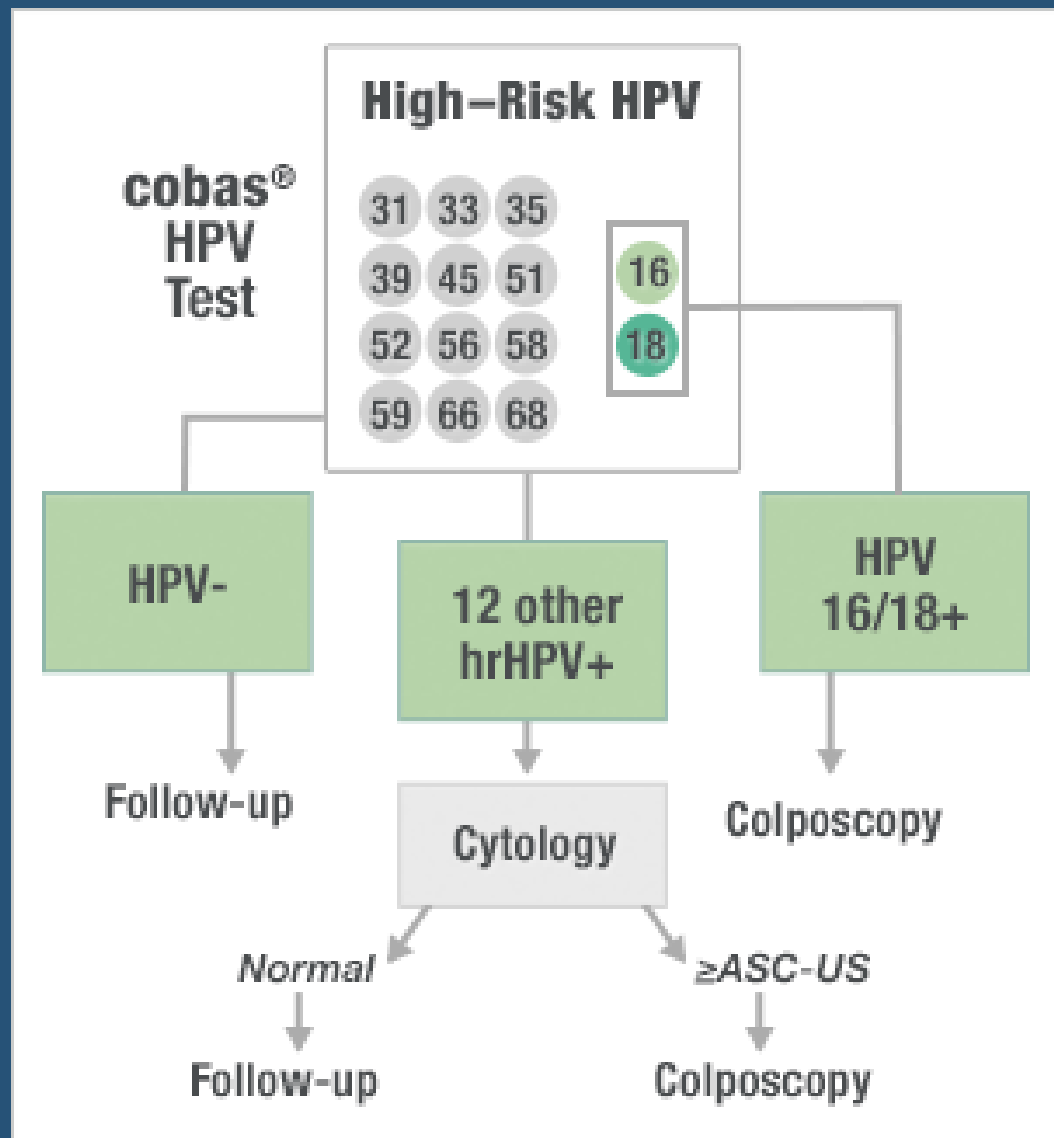 High–Risk HPV
cobas®
HPV
Test
31 33 35
39 45 51
52 56 58
59 66 68
16
18
HPV-
12 other
hrHPV+
HPV
16/18+
Follow-up
Cytology
Colposcopy
Normal
≥ASC-US
Follow-up
Colposcopy